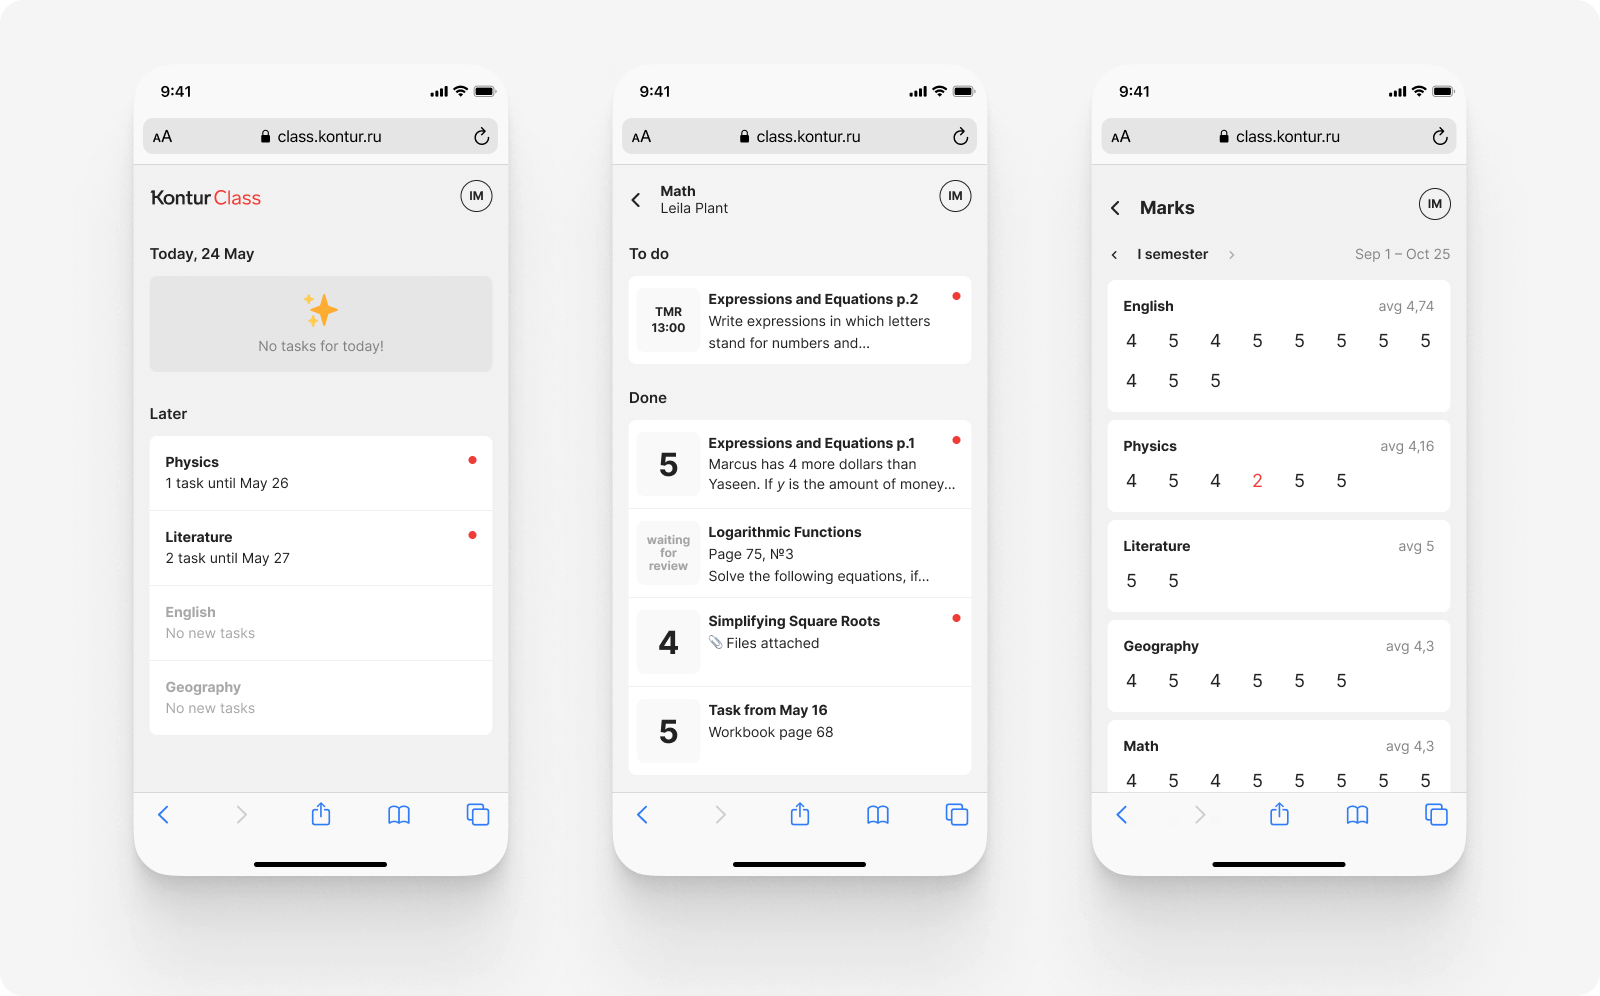 9:41
AA class.kontur.ru
Kontur Class
IM
Today, 24 May
No tasks for today!
Later
Physics
1 task until May 26
Literature
2 task until May 27
English
No new tasks
Geography
No new tasks
9:41
AA class.kontur.ru
Math
Leila Plant
IM
To do
TMR
13:00
Expressions and Equations p.2
Write expressions in which letters
stand for numbers and...
Done
5
Expressions and Equations p.1
Marcus has 4 more dollars than
Yaseen. If y is the amount of money...
waiting
for
review
Logarithmic Functions
Page 75, №3
Solve the following equations, if...
4
Simplifying Square Roots
Files attached
5
Task from May 16
Workbook page 68
9:41
AA class.kontur.ru
Marks
IM
I semester
Sep 1 – Oct 25
English avg 4,74
4 5 4 5 5 5 5 5
4 5 5
Physics avg 4,16
4 5 4 2 5 5
Literature avg 5
5 5
Geography avg 4,3
4 5 4 5 5 5
Math avg 4,3
4 5 4 5 5 5 5 5